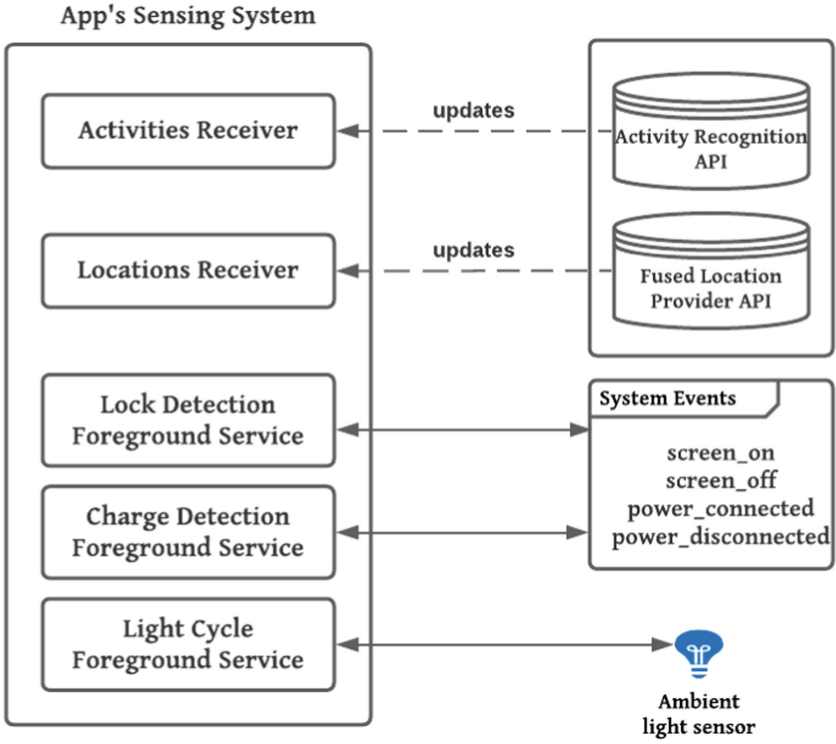 App's Sensing System
Activities Receiver
updates
Activity Recognition
API
Locations Receiver
updates
Fused Location
Provider API
Lock Detection
Foreground Service
System Events
screen_on
screen_off
power_connected
power_disconnected
Charge Detection
Foreground Service
Light Cycle
Foreground Service
Ambient
light sensor